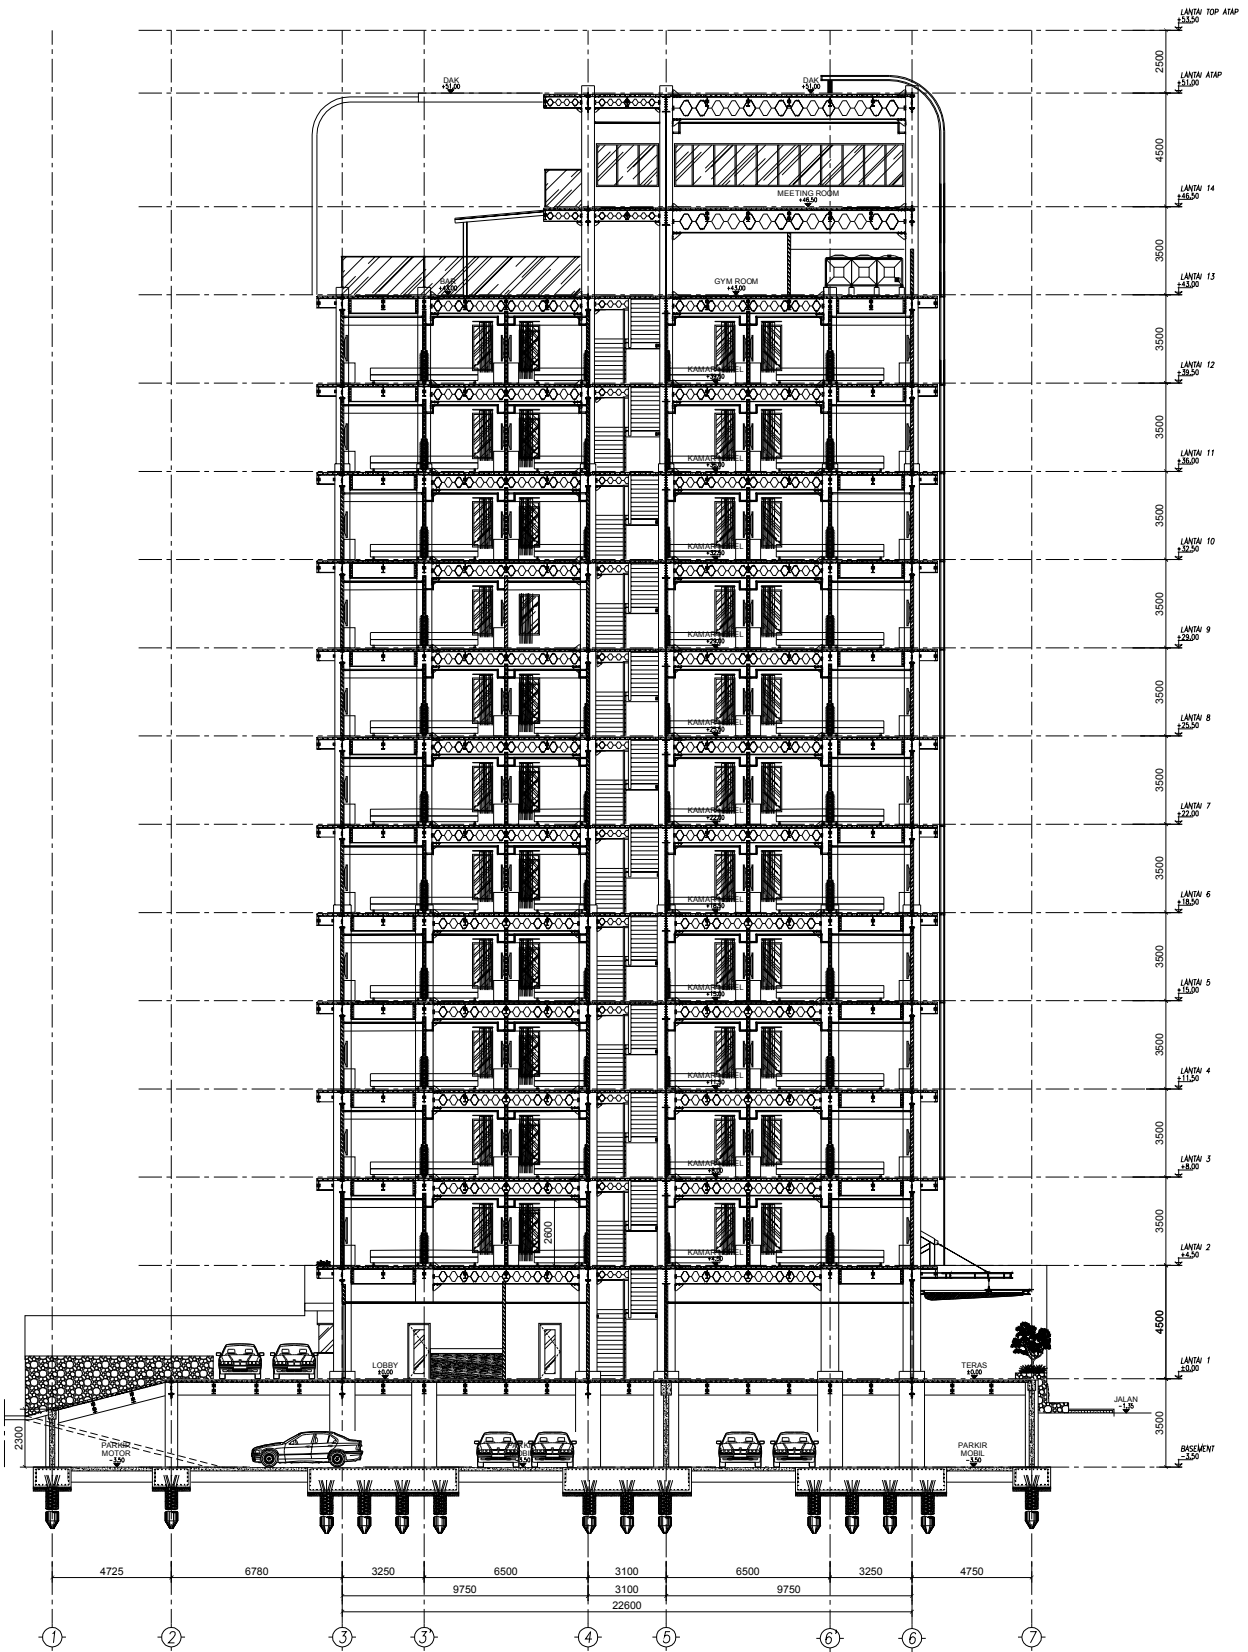 LANTAI TOP ATAP
+53.50
2500
LANTAI ATAP
+51.00
DAK
+51.00
DAK
+51.00
4500
LANTAI 14
+46.50
MEETING ROOM
+46.50
3500
LANTAI 13
+43.00
BAR
GYM ROOM
+43.00
3500
LANTAI 12
+39.50
3500
LANTAI 11
+36.00
3500
LANTAI 10
+32.50
3500
LANTAI 9
+29.00
3500
LANTAI 8
+25.50
3500
LANTAI 7
+22.00
3500
LANTAI 6
+18.50
3500
LANTAI 5
+15.00
3500
LANTAI 4
+11.50
3500
LANTAI 3
+8.00
3500
2600
LANTAI 2
+4.50
4500
LANTAI 1
±0.00
LOBBY
±0.00
TERAS
±0.00
JALAN
-1.35
3500
2300
PARKIR
MOTOR
-3.50
PARKIR
MOBIL
-3.50
BASEMENT
-3.50
4725 6780 3250 6500 3100 6500 3250 4750
9750 3100 9750
22600
1 2 3 3' 4 5 6' 6 7